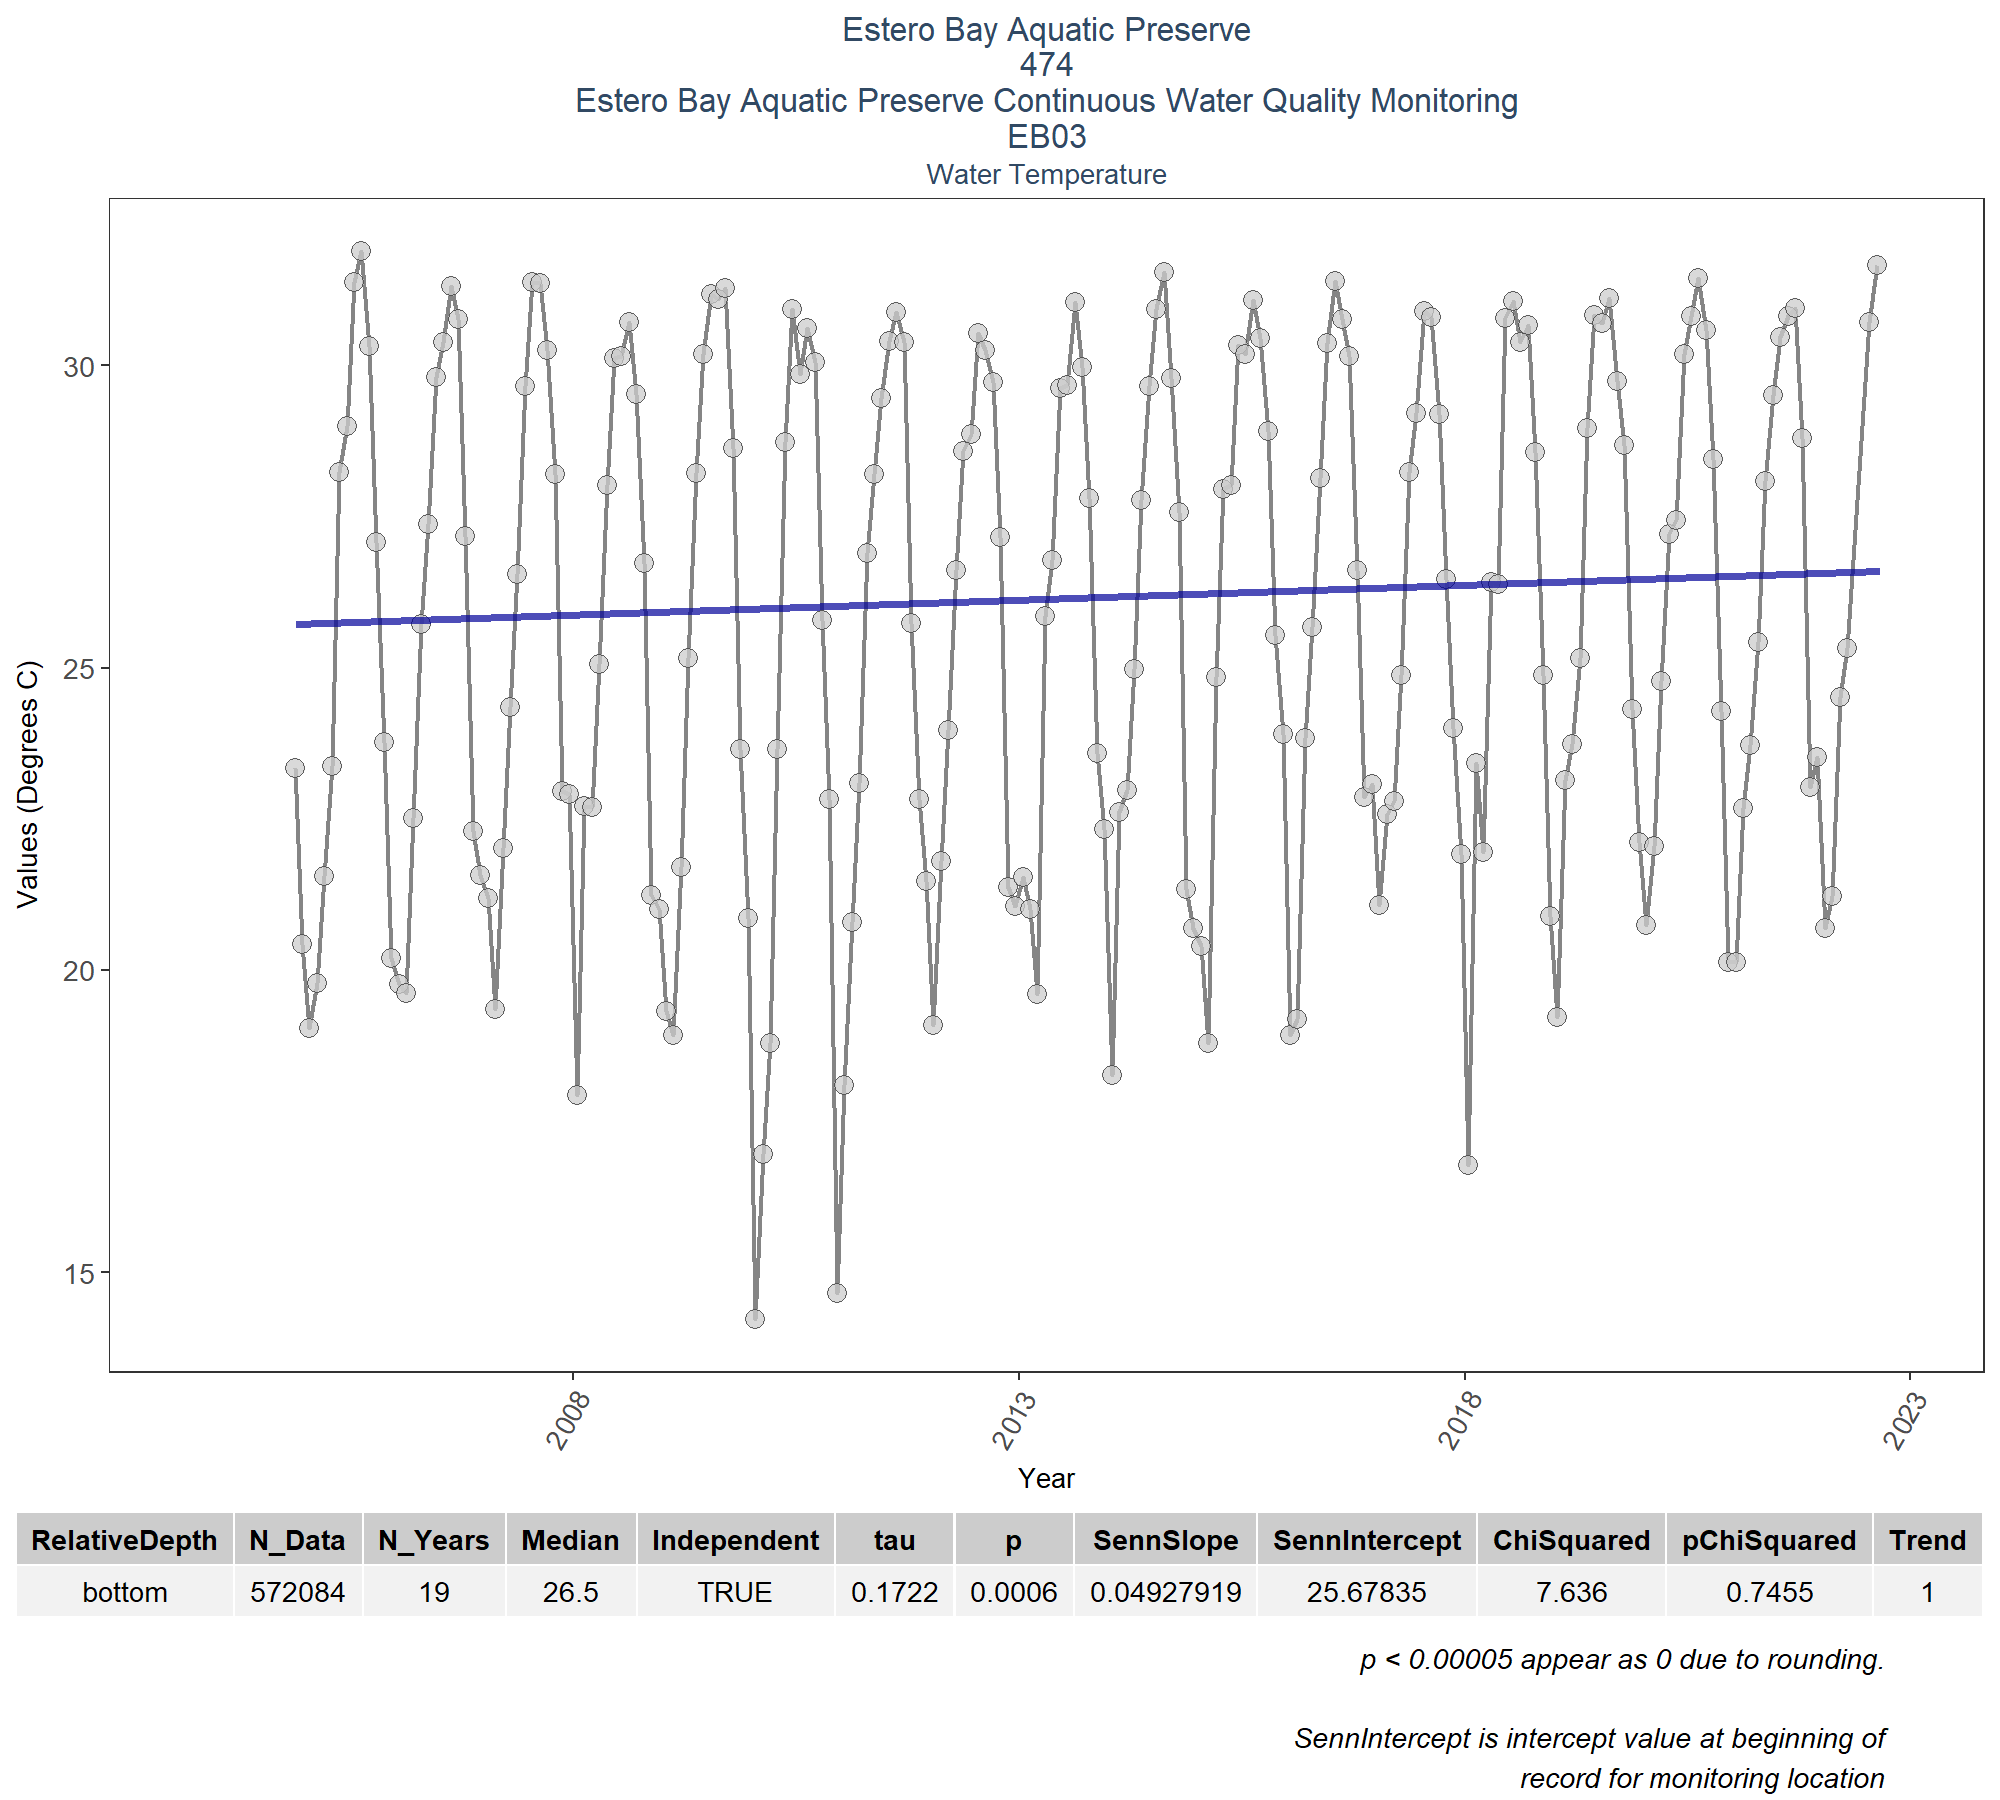 Estero Bay Aquatic Preserve
474
Estero Bay Aquatic Preserve Continuous Water Quality Monitoring
EB03
Water Temperature
Values (Degrees C)
30
25
20
15
2008
2013
2018
2023
Year
RelativeDepth N_Data N_Years Median Independent tau p SennSlope SennIntercept ChiSquared pChiSquared Trend
bottom 572084 19 26.5 TRUE 0.1722 0.0006 0.04927919 25.67835 7.636 0.7455 1
p < 0.00005 appear as 0 due to rounding.
SennIntercept is intercept value at beginning of
record for monitoring location